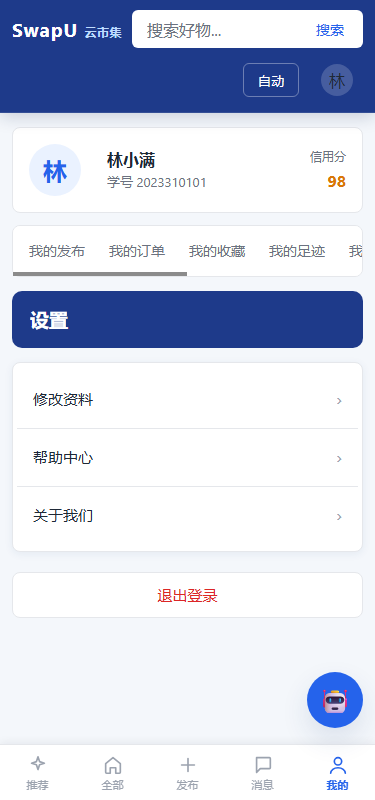 SwapU 云市集 搜索好物... 搜索
自动 林
林 林小满 信用分
学号 2023310101 98
我的发布 我的订单 我的收藏 我的足迹 我
设置
修改资料 ›
帮助中心 ›
关于我们 ›
退出登录
推荐 全部 发布 消息 我的